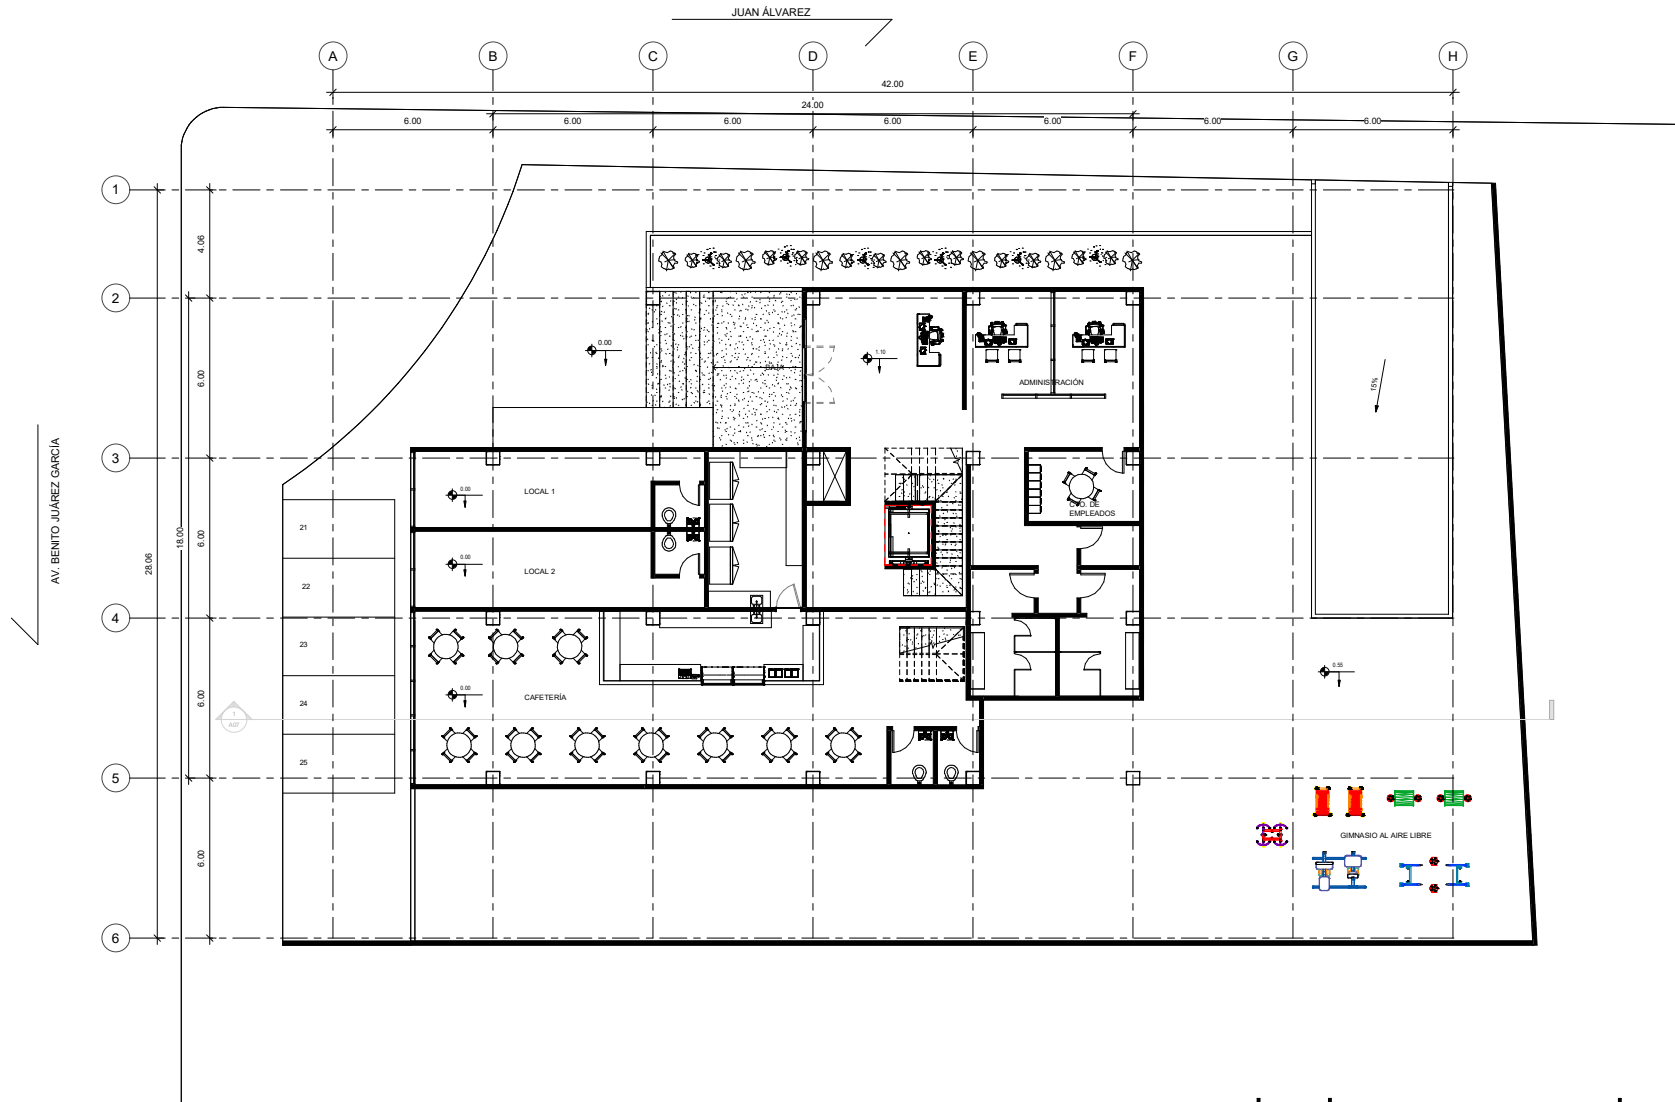 JUAN ÁLVAREZ
A B C D E F G H
42.00
24.00
6.00 6.00 6.00 6.00 6.00 6.00 6.00
1
4.06
2
0.00
1.10
BAJA
ADMINISTRACIÓN
6.00
15%
3
AV. BENITO JUÁREZ GARCÍA
28.06
18.00
6.00
21
22
0.00
LOCAL 1
0.00
LOCAL 2
EMPLEADOS
4
23
24
25
6.00
0.00
CAFETERÍA
0.55
1
A07
5
GIMNASIO AL AIRE LIBRE
6.00
6